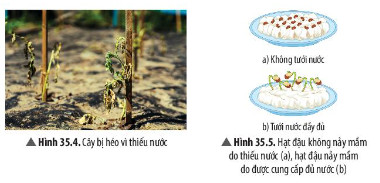 ▲ Hình 35.4. Cây bị héo vì thiếu nước
a) Không tưới nước
b) Tưới nước đầy đủ
▲ Hình 35.5. Hạt đậu không nảy mầm
do thiếu nước (a), hạt đậu nảy mầm
do được cung cấp đủ nước (b)